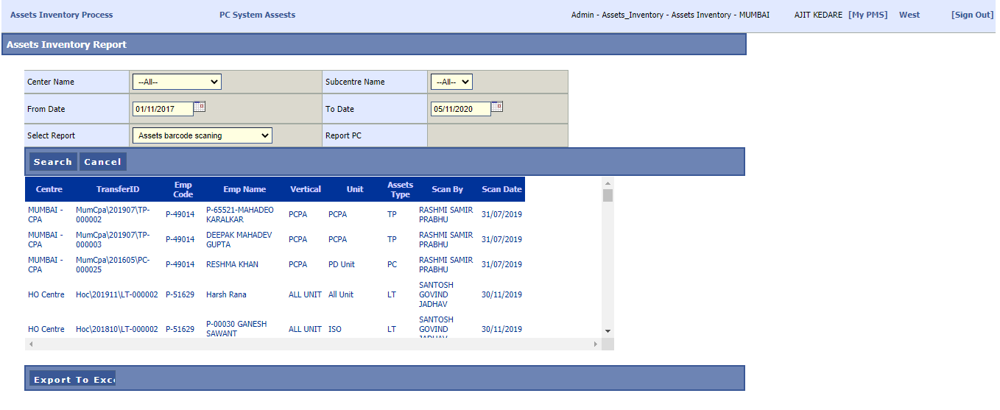 Assets Inventory Process PC System Assests Admin - Assets_Inventory - Assets Inventory - MUMBAI AJIT KEDARE [My PMS] West [Sign Out]
Assets Inventory Report
Center Name --All-- Subcentre Name --All--
From Date 01/11/2017 To Date 05/11/2020
Select Report Assets barcode scaning Report PC
Search Cancel
Centre TransferID Emp Code Emp Name Vertical Unit Assets Type Scan By Scan Date
MUMBAI - CPA MumCpa\201907\TP-000002 P-49014 P-65521-MAHADEO KARALKAR PCPA PCPA TP RASHMI SAMIR PRABHU 31/07/2019
MUMBAI - CPA MumCpa\201907\TP-000003 P-49014 DEEPAK MAHADEV GUPTA PCPA PCPA TP RASHMI SAMIR PRABHU 31/07/2019
MUMBAI - CPA MumCpa\201605\PC-000025 P-49014 RESHMA KHAN PCPA PD Unit PC RASHMI SAMIR PRABHU 31/07/2019
HO Centre Hoc\201911\LT-000002 P-51629 Harsh Rana ALL UNIT All Unit LT SANTOSH GOVIND JADHAV 30/11/2019
HO Centre Hoc\201810\LT-000002 P-51629 P-00030 GANESH SAWANT ALL UNIT ISO LT SANTOSH GOVIND JADHAV 30/11/2019
Export To Exc